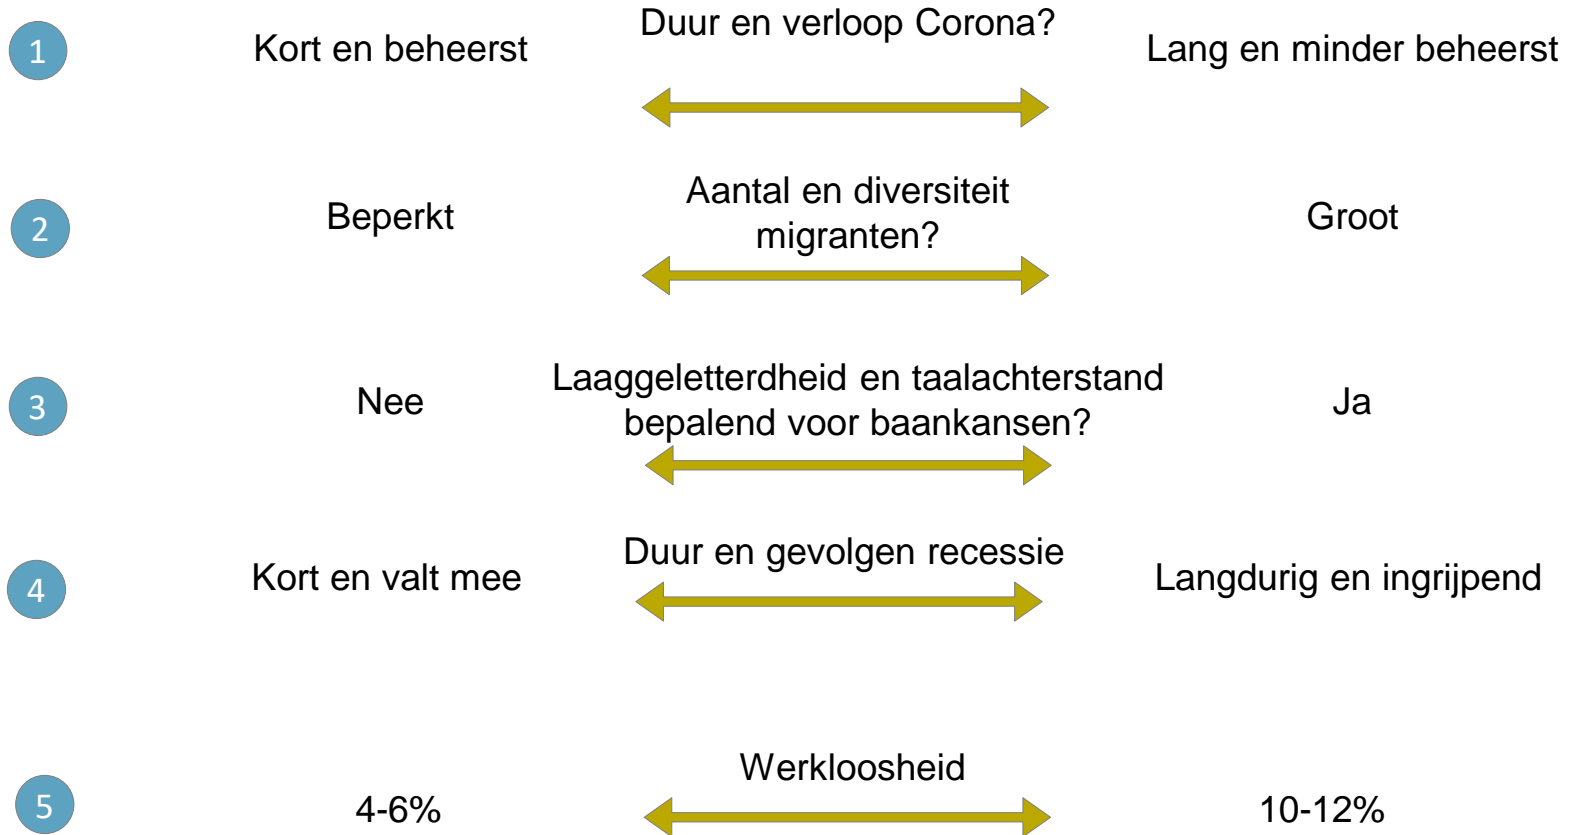 Duur en verloop Corona?
1
Kort en beheerst
Lang en minder beheerst
Aantal en diversiteit
migranten?
2
Beperkt
Groot
Laaggeletterdheid en taalachterstand
bepalend voor baankansen?
3
Nee
Ja
Duur en gevolgen recessie
4
Kort en valt mee
Langdurig en ingrijpend
Werkloosheid
5
4-6%
10-12%